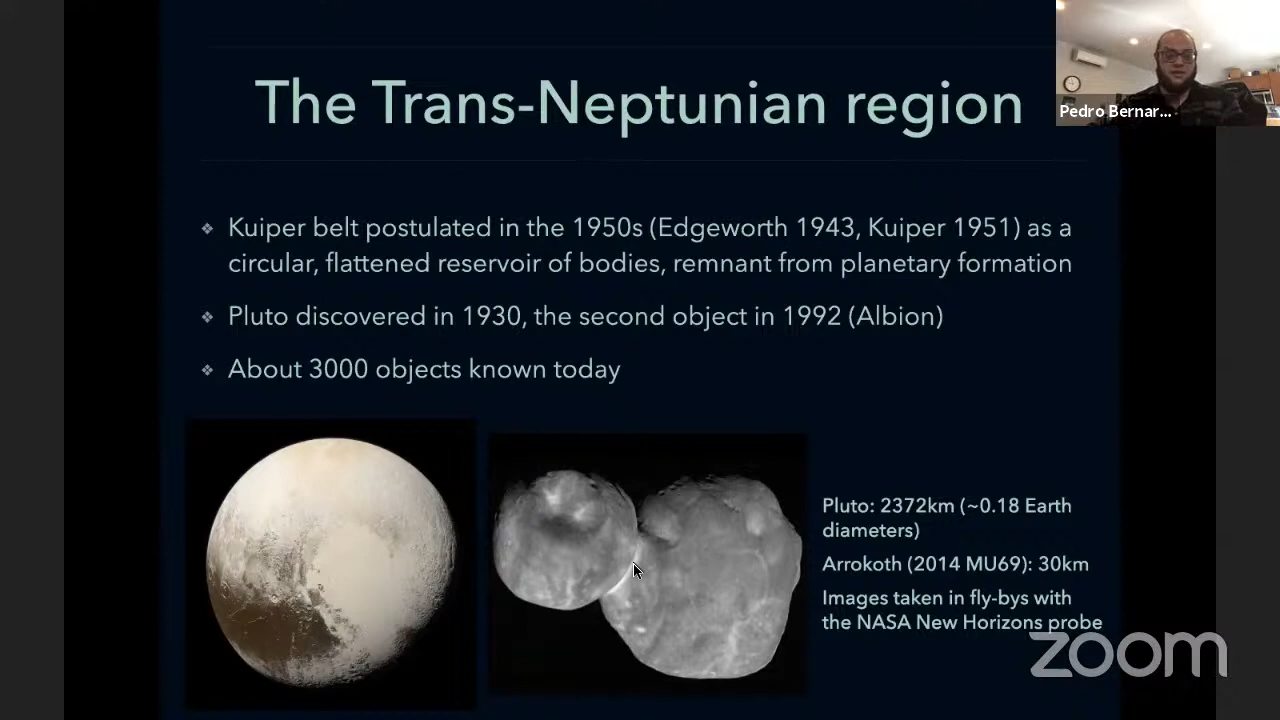 The Trans-Neptunian region
Pedro Bernar...
Kuiper belt postulated in the 1950s (Edgeworth 1943, Kuiper 1951) as a
circular, flattened reservoir of bodies, remnant from planetary formation
Pluto discovered in 1930, the second object in 1992 (Albion)
About 3000 objects known today
Pluto: 2372km (~0.18 Earth
diameters)
Arrokoth (2014 MU69): 30km
Images taken in fly-bys with
the NASA New Horizons probe
zoom